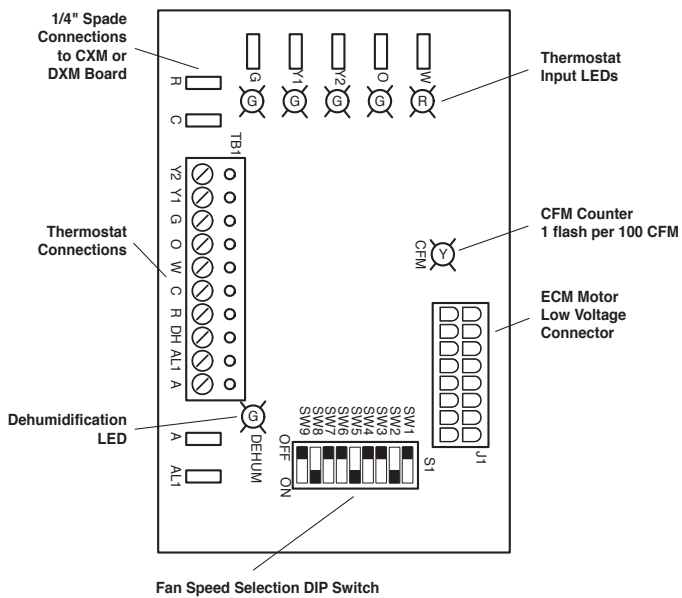 1/4" Spade
Connections
to CXM or
DXM Board
Thermostat
Input LEDs
G
Y1
Y2
O
W
G
G
G
G
R
R
C
TB1
Y2
Y1
G
O
W
C
R
DH
AL1
A
Thermostat
Connections
CFM Counter
1 flash per 100 CFM
Y
CFM
ECM Motor
Low Voltage
Connector
J1
Dehumidification
LED
G
DEHUM
A
AL1
SW9
SW8
SW7
SW6
SW5
SW4
SW3
SW2
SW1
OFF
ON
S1
Fan Speed Selection DIP Switch